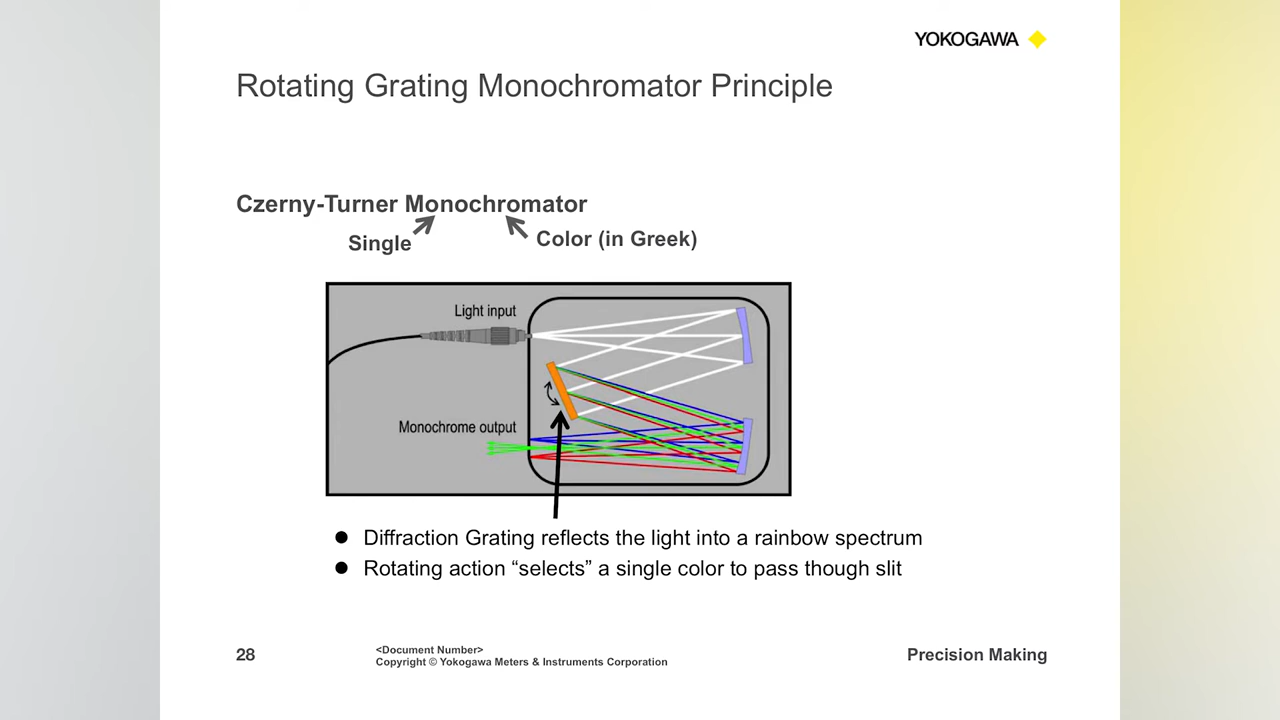 YOKOGAWA
Rotating Grating Monochromator Principle
Czerny-Turner Monochromator
Single
Color (in Greek)
Light input
Monochrome output
Diffraction Grating reflects the light into a rainbow spectrum
Rotating action “selects” a single color to pass though slit
28
<Document Number>
Copyright © Yokogawa Meters & Instruments Corporation
Precision Making